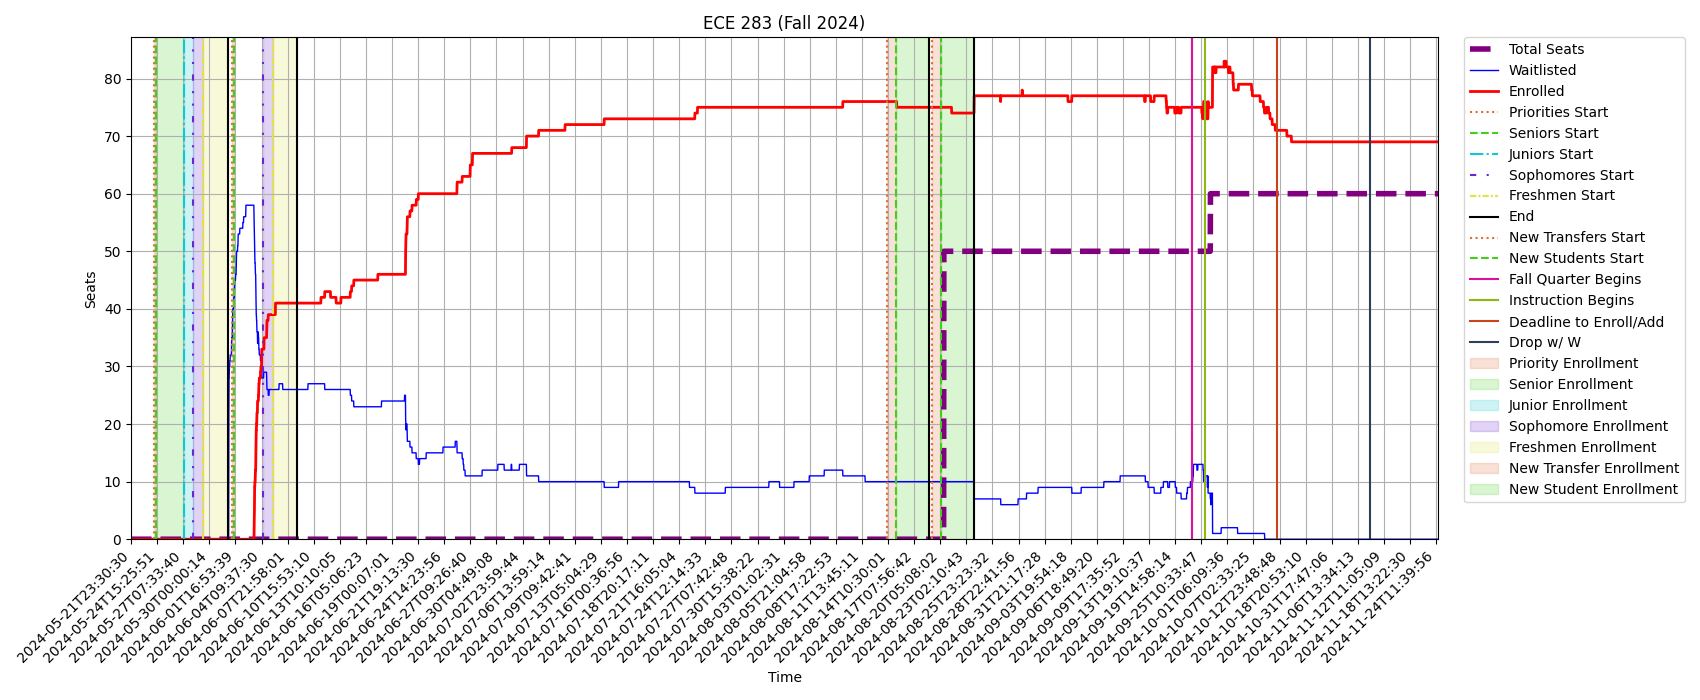 ECE 283 (Fall 2024)
Seats
80
70
60
50
40
30
20
10
0
2024-05-21T23:30:30
2024-05-24T15:25:51
2024-05-27T07:33:40
2024-05-30T00:00:14
2024-06-01T16:53:39
2024-06-04T09:37:30
2024-06-07T21:58:01
2024-06-10T15:53:10
2024-06-13T10:10:05
2024-06-16T05:06:23
2024-06-19T00:07:01
2024-06-21T19:13:30
2024-06-24T14:23:56
2024-06-27T09:26:40
2024-06-30T04:49:08
2024-07-02T23:59:44
2024-07-06T13:59:14
2024-07-09T09:42:41
2024-07-13T05:04:29
2024-07-16T00:36:56
2024-07-18T20:17:11
2024-07-21T16:05:04
2024-07-24T12:14:33
2024-07-27T07:42:48
2024-07-30T15:38:22
2024-08-03T01:02:31
2024-08-05T21:04:58
2024-08-08T17:22:53
2024-08-11T13:45:11
2024-08-14T10:30:01
2024-08-17T07:56:42
2024-08-20T05:08:02
2024-08-23T02:10:43
2024-08-25T23:23:32
2024-08-28T22:41:56
2024-08-31T21:17:28
2024-09-03T19:54:18
2024-09-06T18:49:20
2024-09-09T17:35:52
2024-09-13T19:10:37
2024-09-19T14:58:14
2024-09-25T10:33:47
2024-10-01T06:09:36
2024-10-07T02:33:25
2024-10-12T23:48:48
2024-10-18T20:53:10
2024-10-31T17:47:06
2024-11-06T13:34:13
2024-11-12T11:05:09
2024-11-18T13:22:30
2024-11-24T11:39:56
Time
Total Seats
Waitlisted
Enrolled
Priorities Start
Seniors Start
Juniors Start
Sophomores Start
Freshmen Start
End
New Transfers Start
New Students Start
Fall Quarter Begins
Instruction Begins
Deadline to Enroll/Add
Drop w/ W
Priority Enrollment
Senior Enrollment
Junior Enrollment
Sophomore Enrollment
Freshmen Enrollment
New Transfer Enrollment
New Student Enrollment